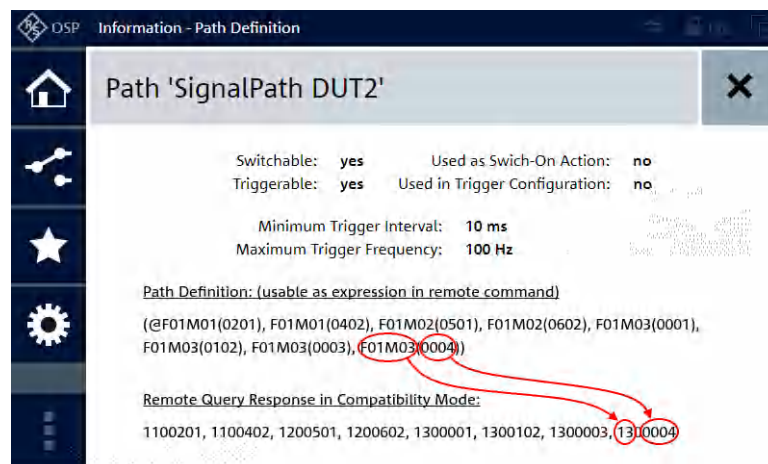 OSP Information - Path Definition
Path 'SignalPath DUT2'
Switchable: yes Used as Swich-On Action: no
Triggerable: yes Used in Trigger Configuration: no
Minimum Trigger Interval: 10 ms
Maximum Trigger Frequency: 100 Hz
Path Definition: (usable as expression in remote command)
(@F01M01(0201), F01M01(0402), F01M02(0501), F01M02(0602), F01M03(0001),
F01M03(0102), F01M03(0003), F01M03(0004))
Remote Query Response in Compatibility Mode:
1100201, 1100402, 1200501, 1200602, 1300001, 1300102, 1300003, 1300004